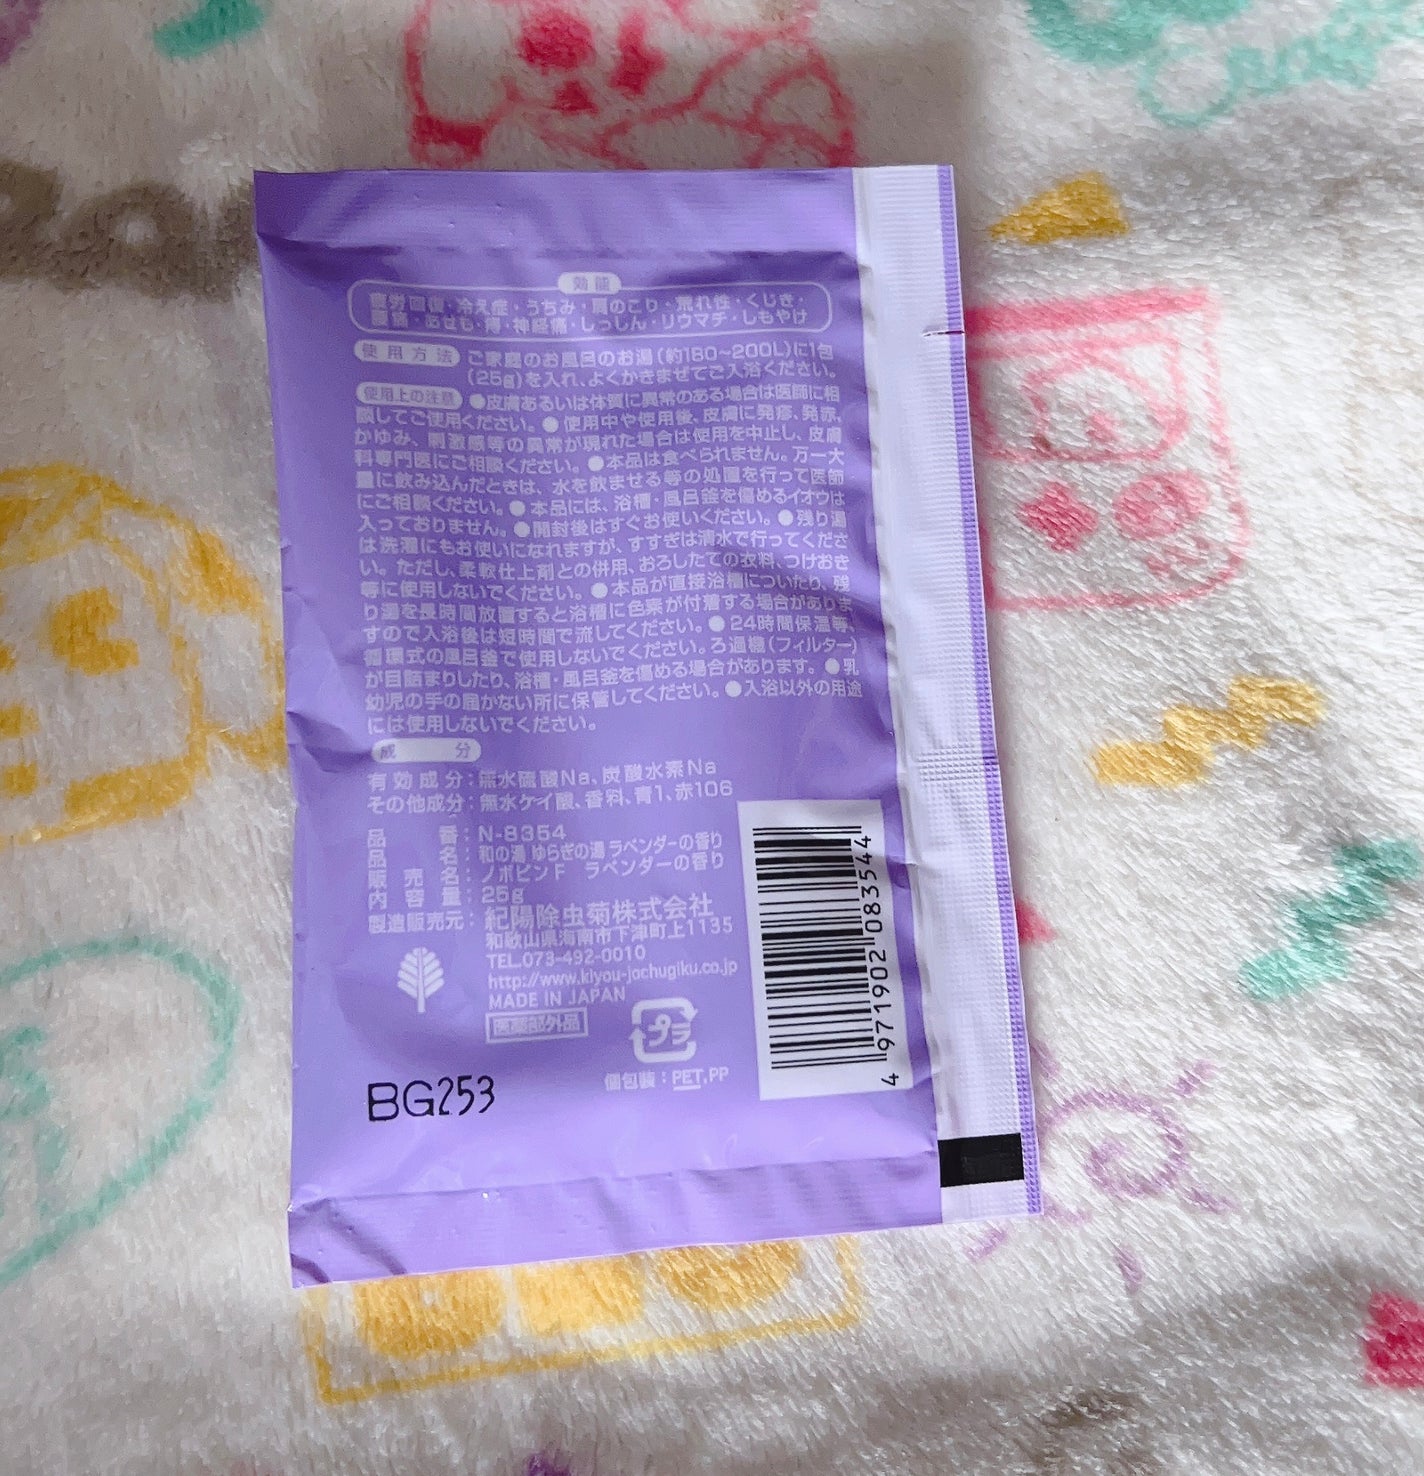 効能
疲労回復・冷え症・うちみ・肩のこり・荒れ性・くじき・
腰痛・あせも・痔・神経痛・しっしん・リウマチ・しもやけ
使用方法 ご家庭のお風呂のお湯(約180~200L)に1包
(25g)を入れ、よくかきまぜてご入浴ください。
使用上の注意 ●皮膚あるいは体質に異常のある場合は医師に相
談してご使用ください。●使用中や使用後、皮膚に発疹、発赤、
かゆみ、刺激感等の異常が現れた場合は使用を中止し、皮膚
科専門医にご相談ください。●本品は食べられません。万一大
量に飲み込んだときは、水を飲ませる等の処置を行って医師
にご相談ください。●本品には、浴槽・風呂釜を傷めるイオウは
入っておりません。●開封後はすぐお使いください。●残り湯
は洗濯にもお使いになれますが、すすぎは清水で行ってくださ
い。ただし、柔軟仕上剤との併用、おろしたての衣料、つけおき
等に使用しないでください。●本品が直接浴槽についたり、残
り湯を長時間放置すると浴槽に色素が付着する場合がありま
すので入浴後は短時間で流してください。●24時間保温等、
循環式の風呂釜で使用しないでください。ろ過機(フィルター)
が目詰まりしたり、浴槽・風呂釜を傷める場合があります。●乳
幼児の手の届かない所に保管してください。●入浴以外の用途
には使用しないでください。
成分
有効成分:無水硫酸Na、炭酸水素Na
その他成分:無水ケイ酸、香料、青1、赤106
品番:N-8354
品名:和の湯 ゆらぎの湯 ラベンダーの香り
販売名:ノボピンF ラベンダーの香り
内容量:25g
製造販売元:紀陽除虫菊株式会社
和歌山県海南市下津町上1135
TEL.073-492-0010
http://www.kiyou-jochugiku.co.jp
MADE IN JAPAN
医薬部外品
プラ
個包装:PET,PP
BG253
4 971902 083544